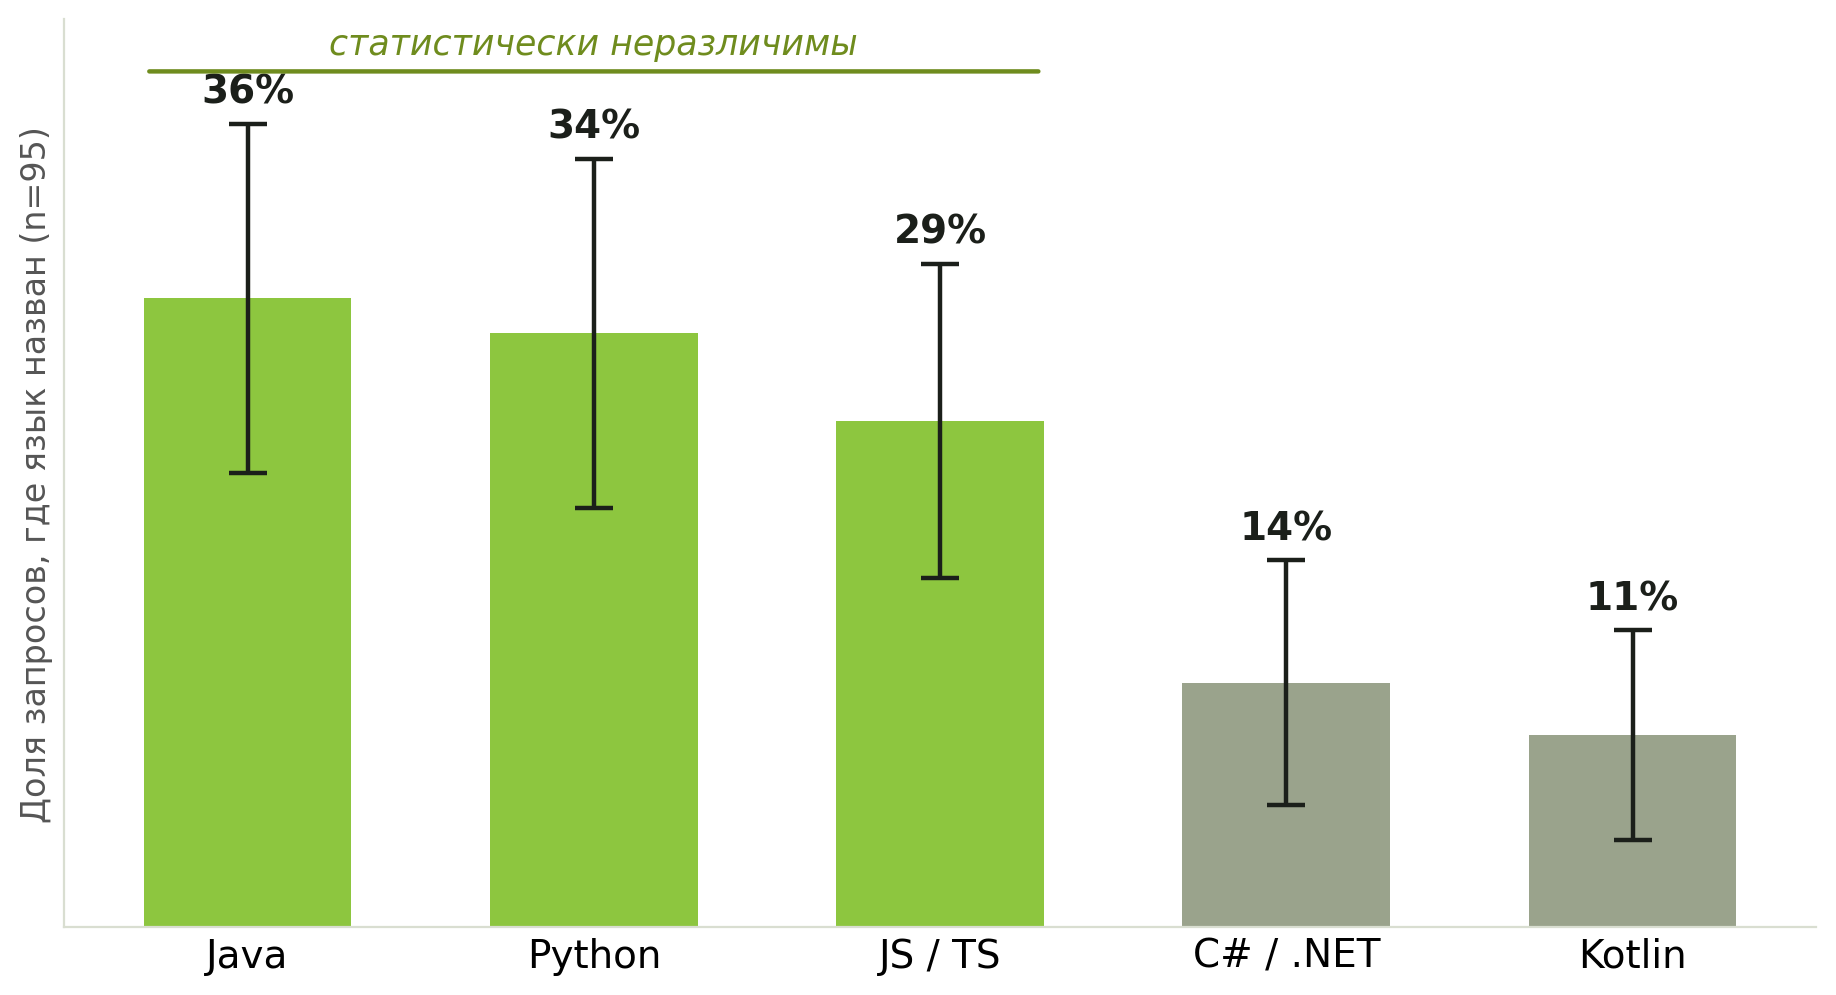 статистически неразличимы
36%
34%
29%
14%
11%
Доля запросов, где язык назван (n=95)
Java
Python
JS / TS
C# / .NET
Kotlin